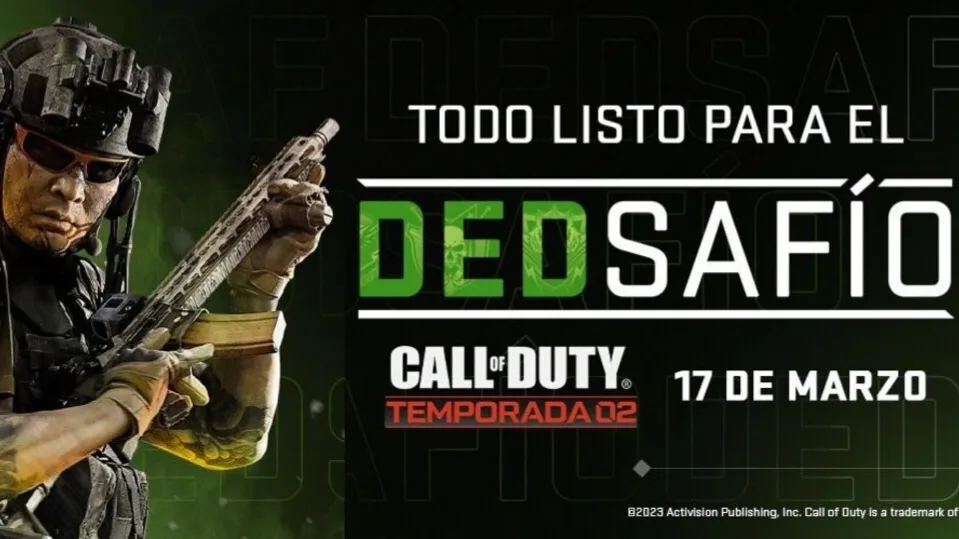 TODO LISTO PARA EL
DEDSAFÍO
CALL OF DUTY®
TEMPORADA 02
17 DE MARZO
©2023 Activision Publishing, Inc. Call of Duty is a trademark of